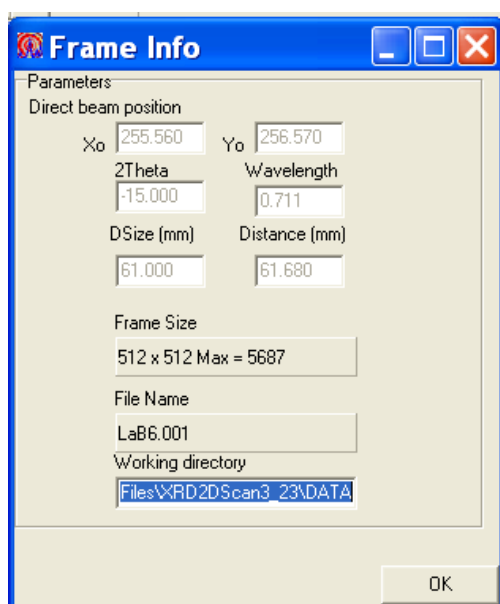 Frame Info
Parameters
Direct beam position
Xo 255.560 Yo 256.570
2Theta Wavelength
-15.000 0.711
DSize (mm) Distance (mm)
61.000 61.680
Frame Size
512 x 512 Max = 5687
File Name
LaB6.001
Working directory
Files\XRD2DScan3_23\DATA
OK